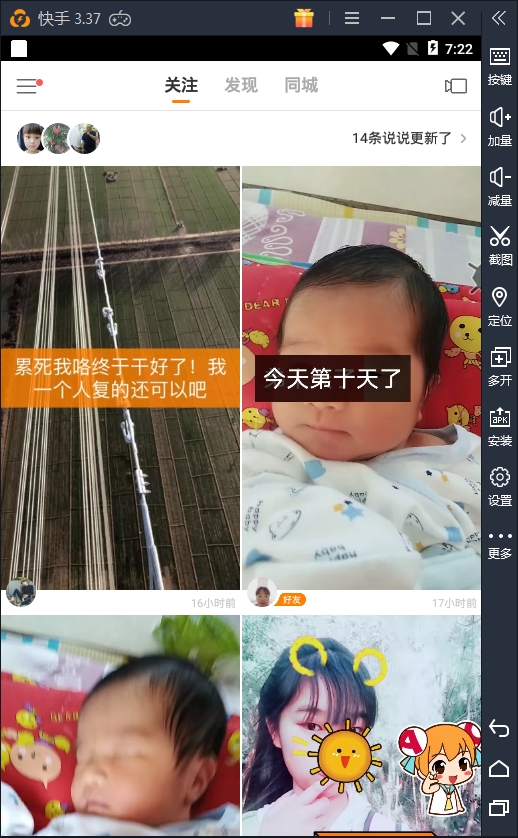 快手 3.37
7:22
关注 发现 同城
14条说说更新了
累死我咯终于干好了！我
一个人复的还可以吧
今天第十天了
16小时前
好友
17小时前
按键
加量
减量
截图
定位
多开
APK
安装
设置
更多
DEAR B
happy
baby